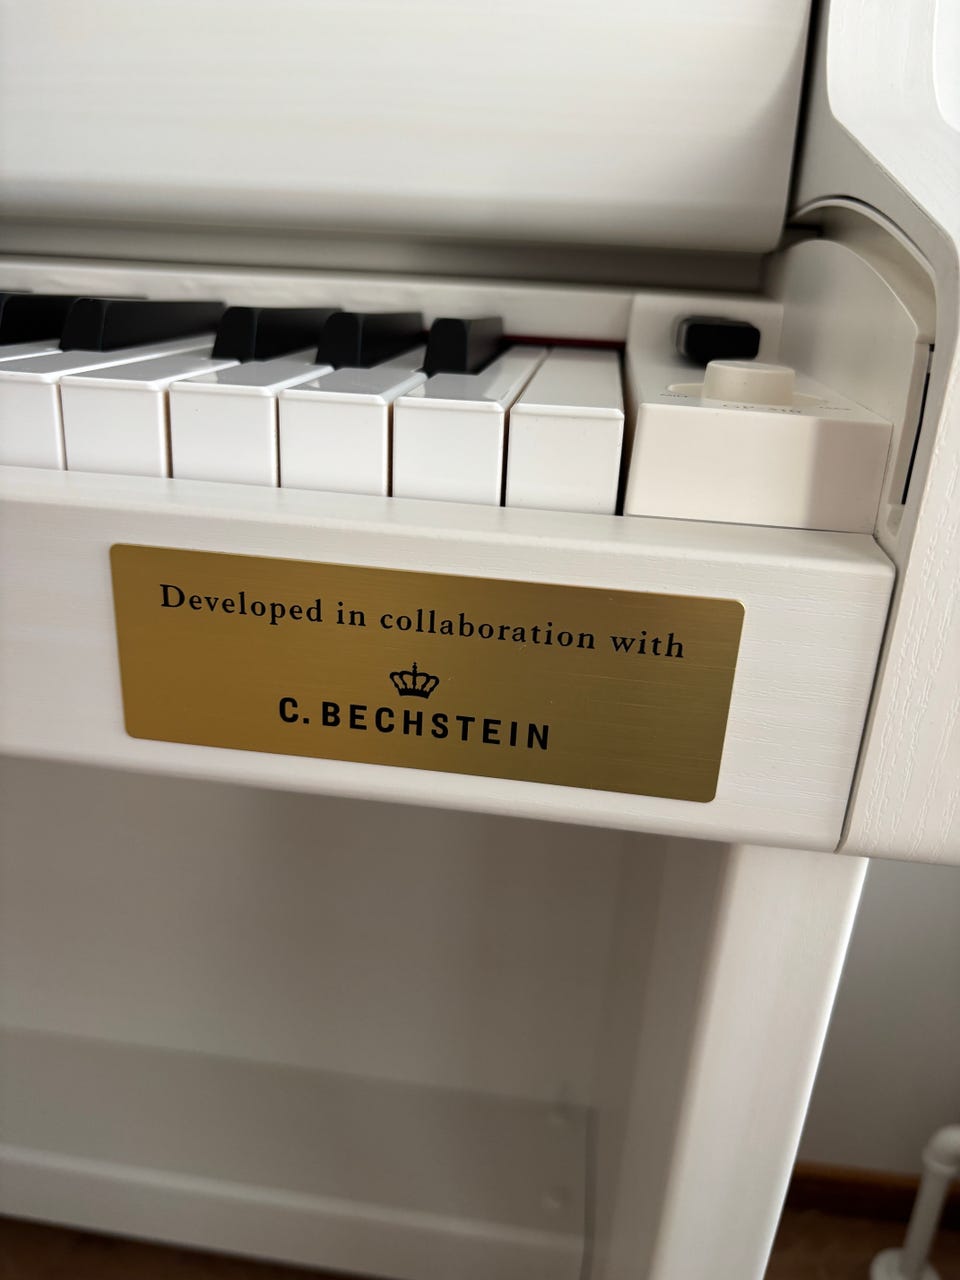 Developed in collaboration with
C. BECHSTEIN